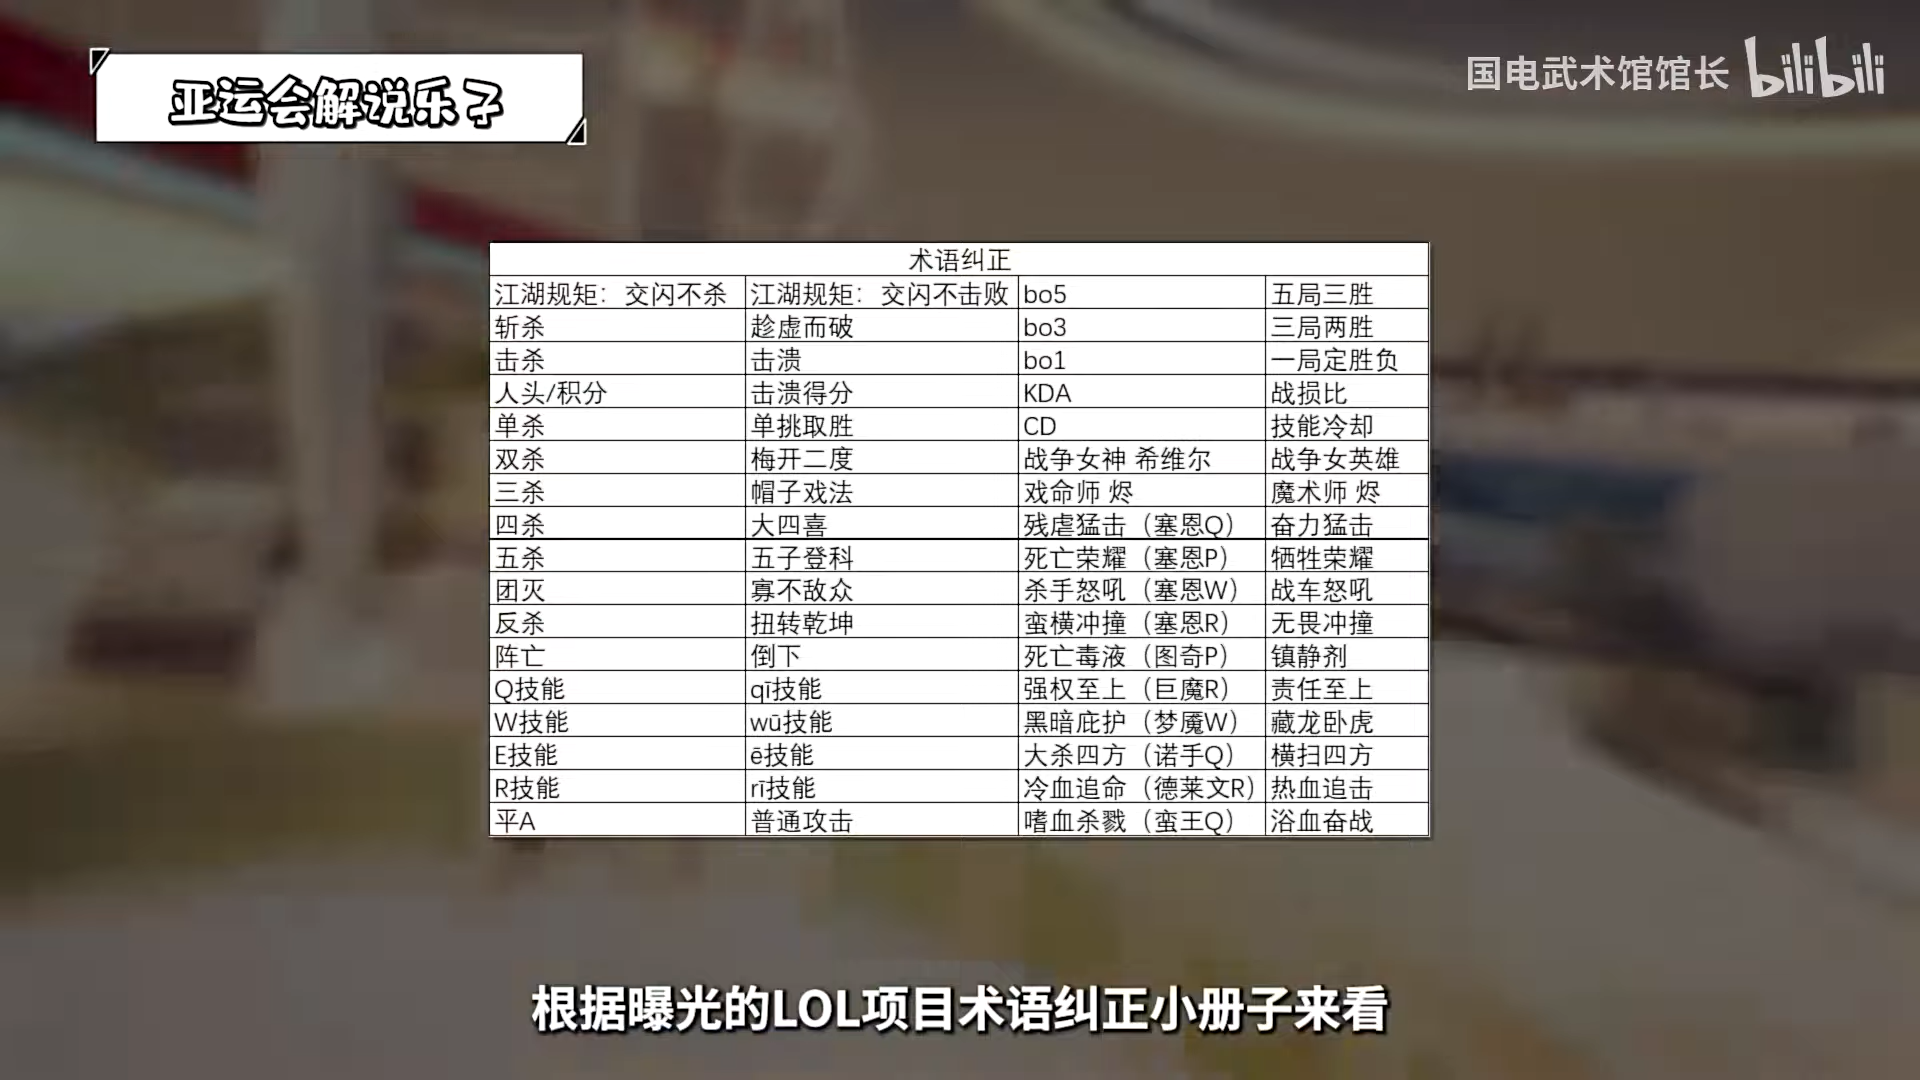 亚运会解说乐子
国电武术馆馆长 bilibili
术语纠正
江湖规矩：交闪不杀 江湖规矩：交闪不击败 bo5 五局三胜
斩杀 趁虚而破 bo3 三局两胜
击杀 击溃 bo1 一局定胜负
人头/积分 击溃得分 KDA 战损比
单杀 单挑取胜 CD 技能冷却
双杀 梅开二度 战争女神 希维尔 战争女英雄
三杀 帽子戏法 戏命师 烬 魔术师 烬
四杀 大四喜 残虐猛击（塞恩Q） 奋力猛击
五杀 五子登科 死亡荣耀（塞恩P） 牺牲荣耀
团灭 寡不敌众 杀手怒吼（塞恩W） 战车怒吼
反杀 扭转乾坤 蛮横冲撞（塞恩R） 无畏冲撞
阵亡 倒下 死亡毒液（图奇P） 镇静剂
Q技能 qī技能 强权至上（巨魔R） 责任至上
W技能 wū技能 黑暗庇护（梦魇W） 藏龙卧虎
E技能 ē技能 大杀四方（诺手Q） 横扫四方
R技能 rī技能 冷血追命（德莱文R） 热血追击
平A 普通攻击 嗜血杀戮（蛮王Q） 浴血奋战
根据曝光的LOL项目术语纠正小册子来看